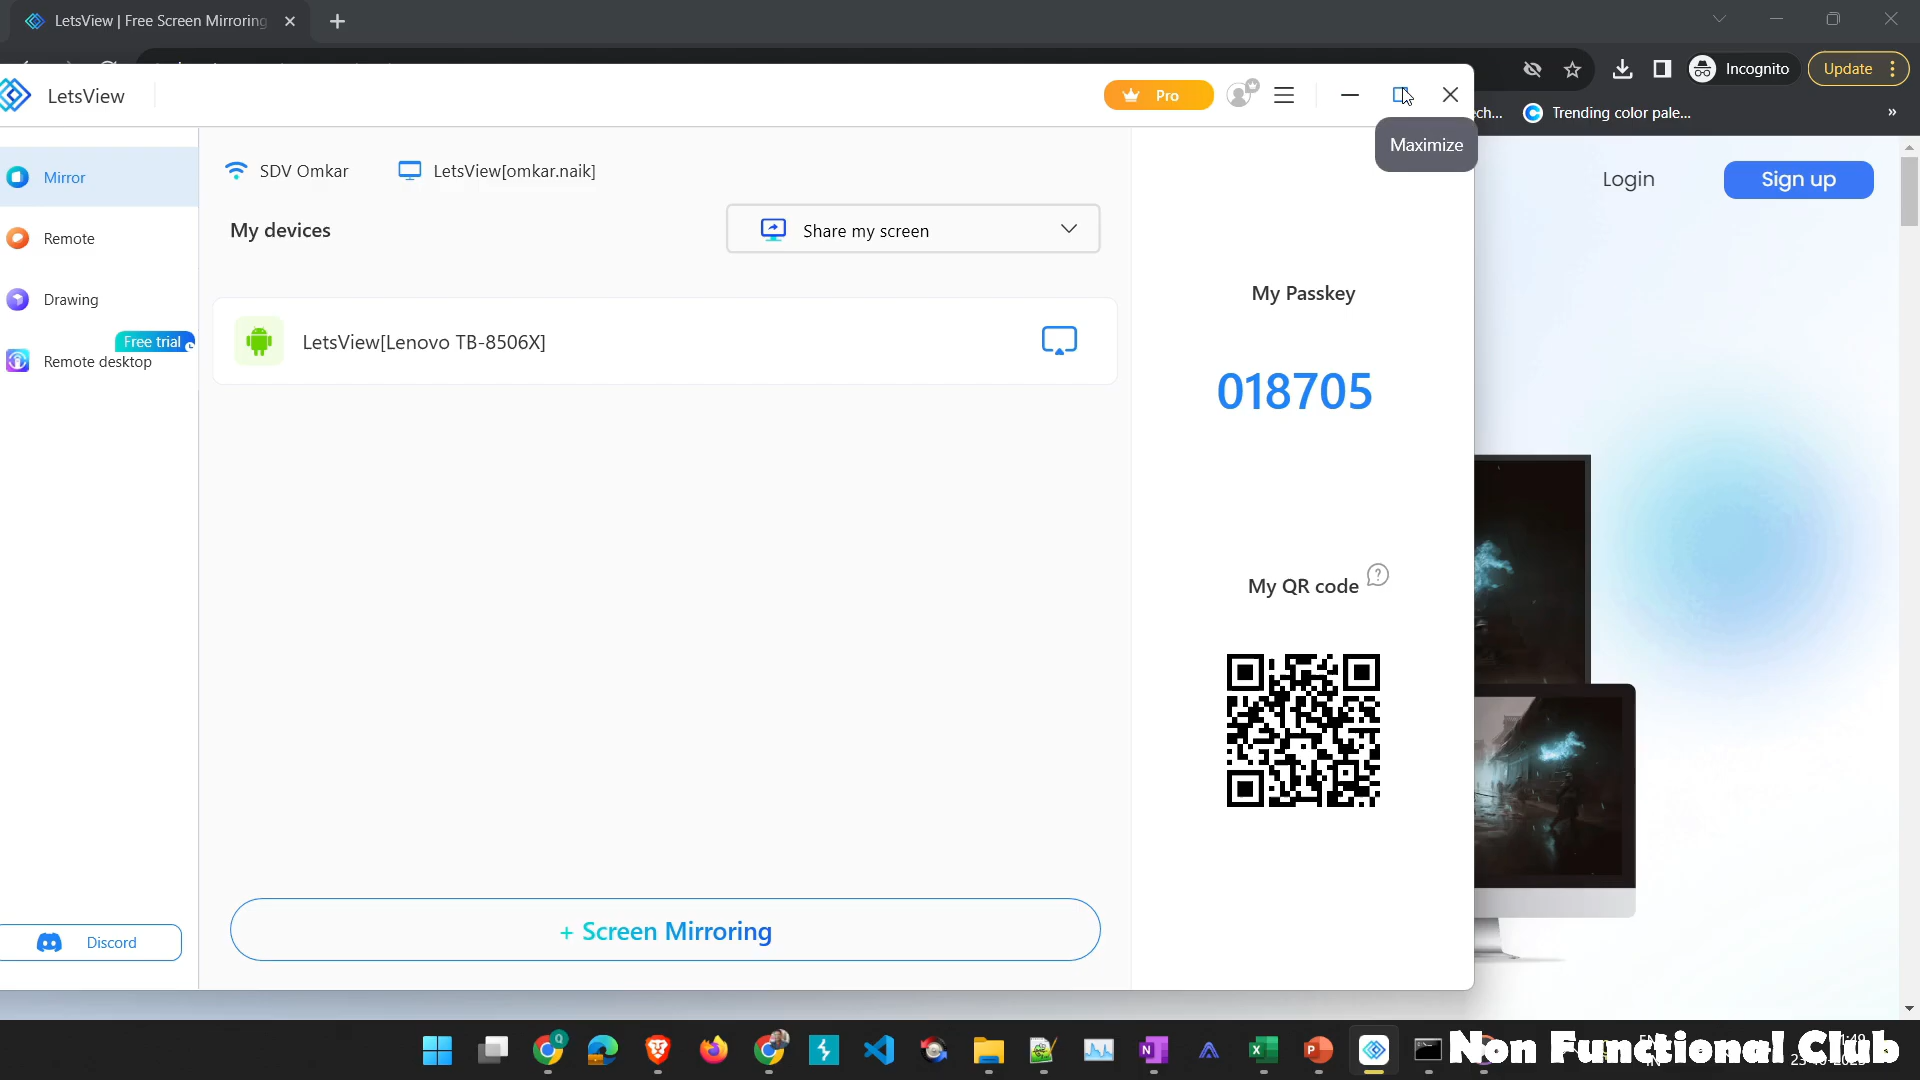 LetsView | Free Screen Mirroring
Incognito
Update
LetsView
Pro
ech...
Trending color pale...
»
Maximize
Login
Sign up
Mirror
SDV Omkar
LetsView[omkar.naik]
Remote
My devices
Share my screen
Drawing
My Passkey
Free trial
Remote desktop
LetsView[Lenovo TB-8506X]
018705
My QR code
+ Screen Mirroring
Discord
Non Functional Club